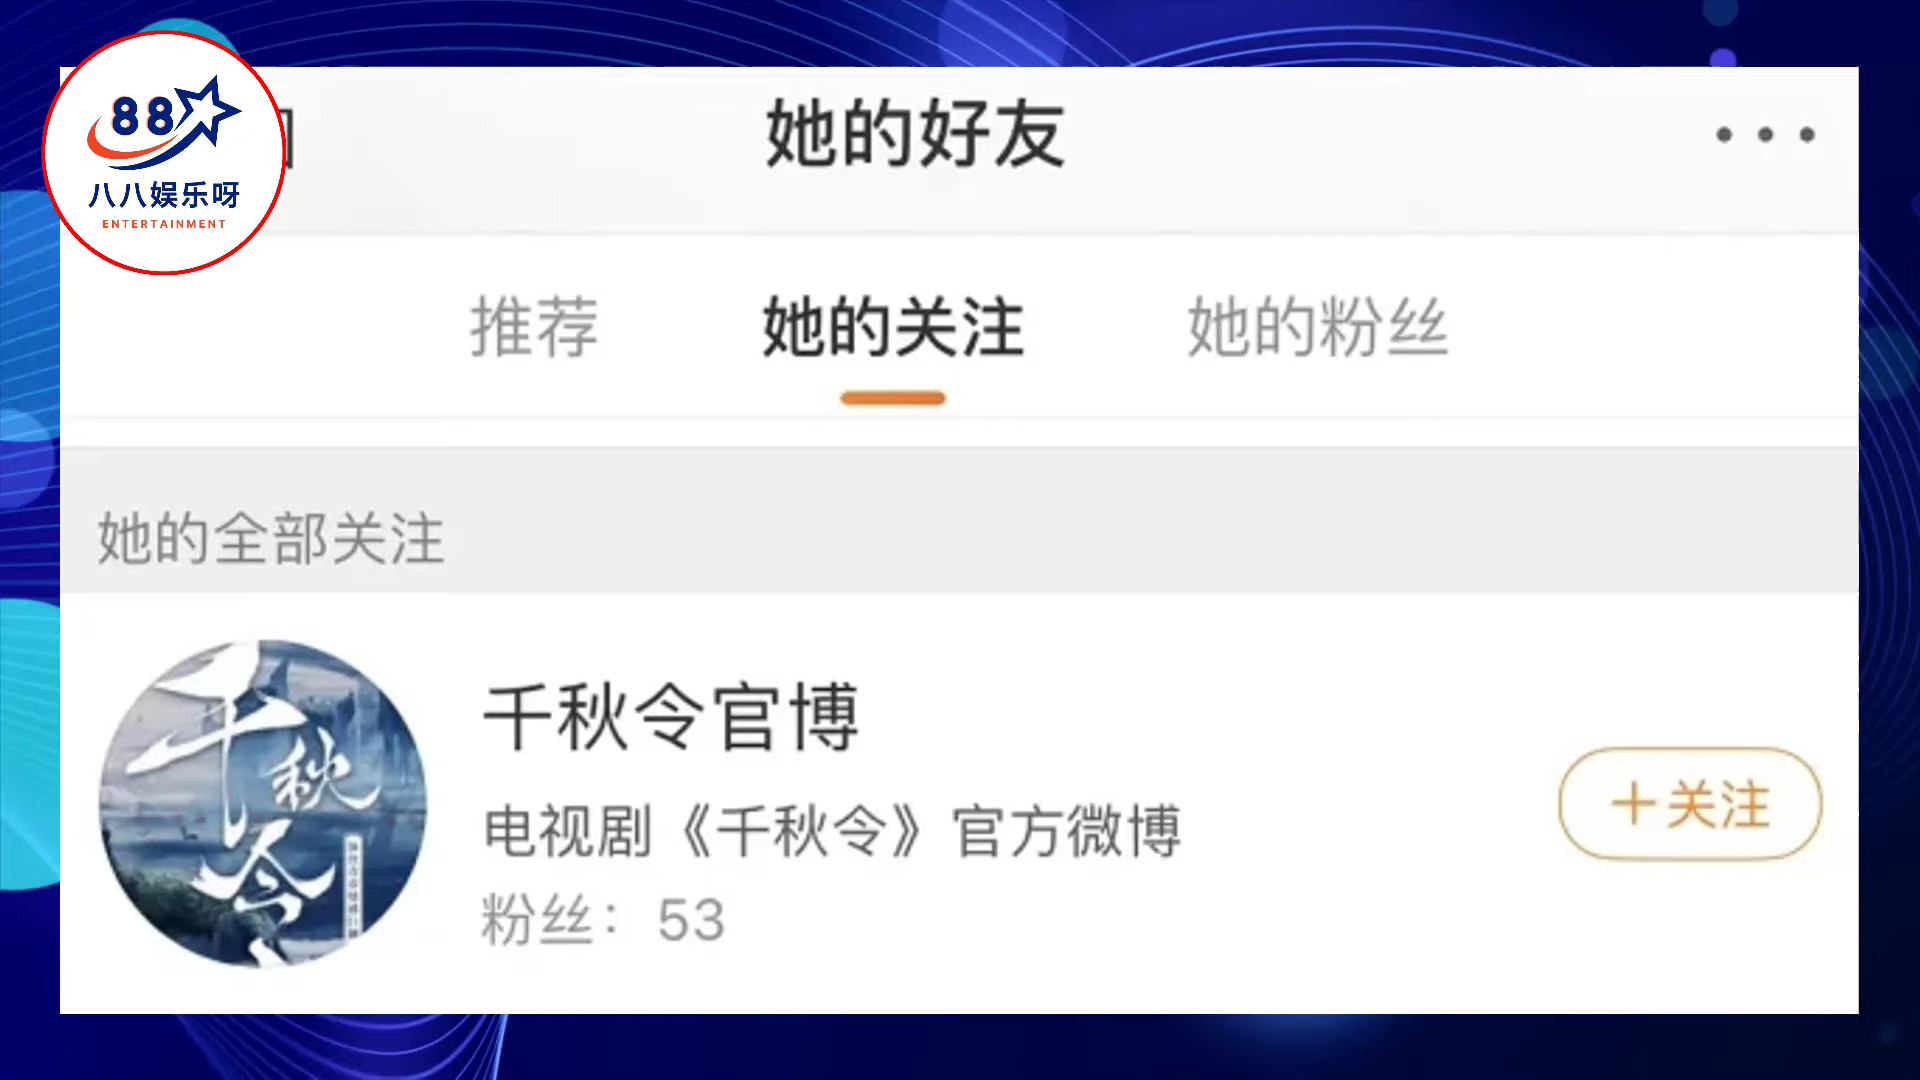 88
八八娱乐呀
ENTERTAINMENT
她的好友
推荐 她的关注 她的粉丝
她的全部关注
千秋令
千秋令官博
电视剧《千秋令》官方微博
粉丝：53
+关注